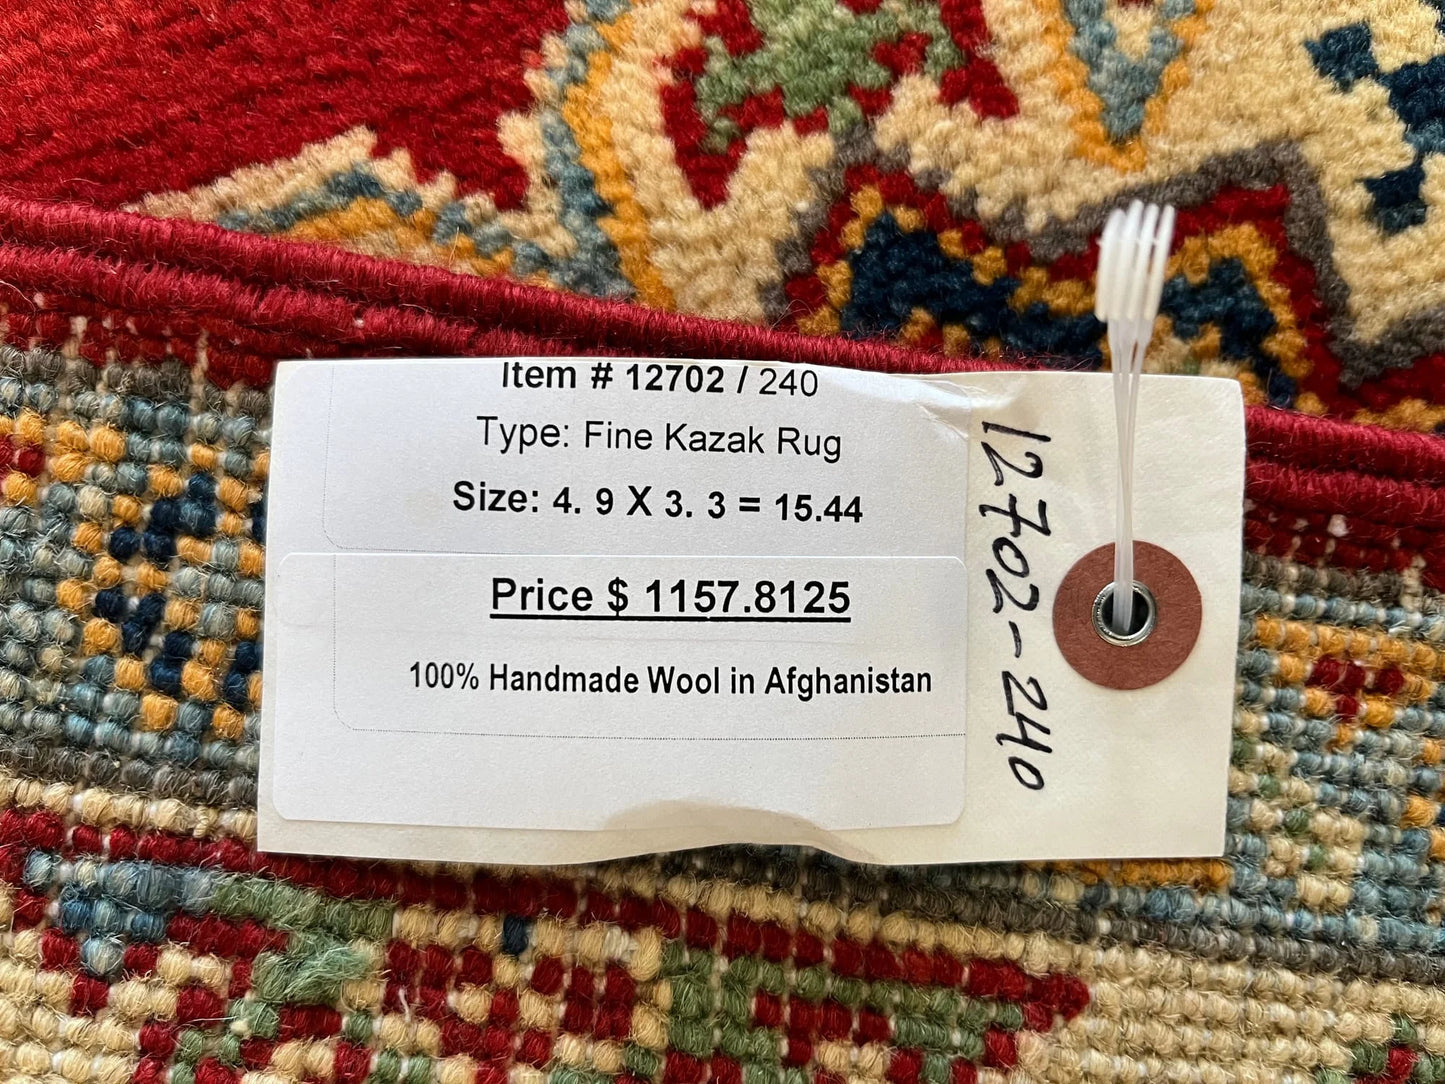 Item # 12702 / 240
Type: Fine Kazak Rug
Size: 4. 9 X 3. 3 = 15.44
Price $ 1157.8125
100% Handmade Wool in Afghanistan
12702-240